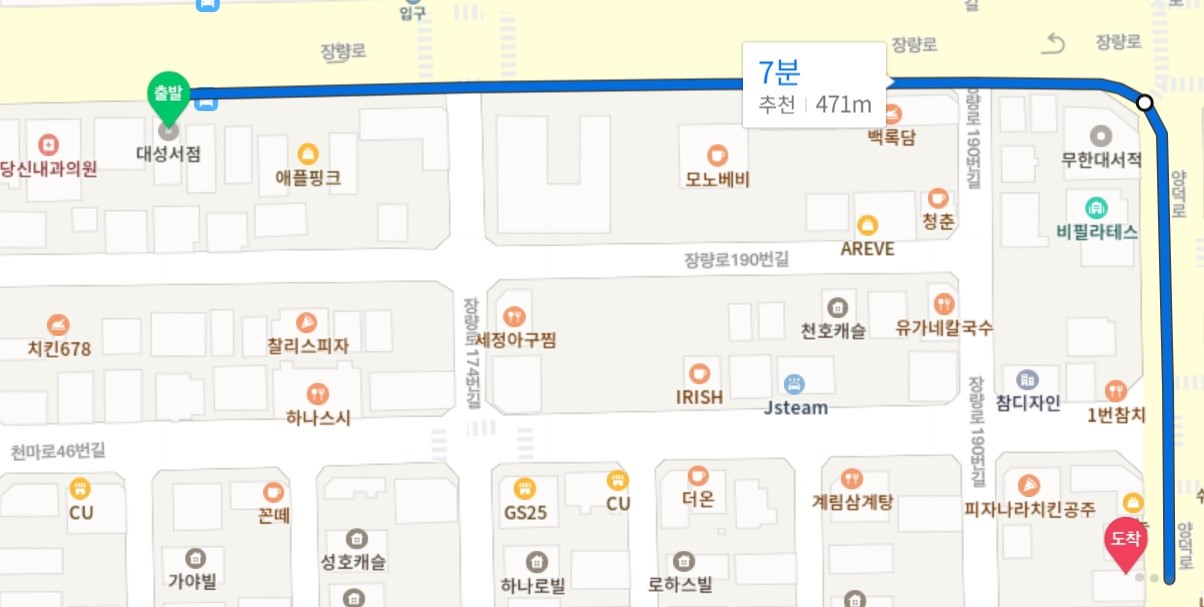 입구
장량로
장량로
장량로
7분
추천 | 471m
출발
대성서점
당신내과의원
애플핑크
모노베비
백록담
장량로 190번길
무한대서적
양덕로
비필라테스
청춘
AREVE
장량로190번길
치킨678
찰리스피자
장량로 174번길
세정아구찜
천호캐슬
유가네칼국수
하나스시
IRISH
Jsteam
참디자인
1번참치
장량로 190번길
천마로46번길
CU
꼰떼
GS25
CU
더온
계림삼계탕
피자나라치킨공주
도착
양덕로
성호캐슬
가야빌
하나로빌
로하스빌